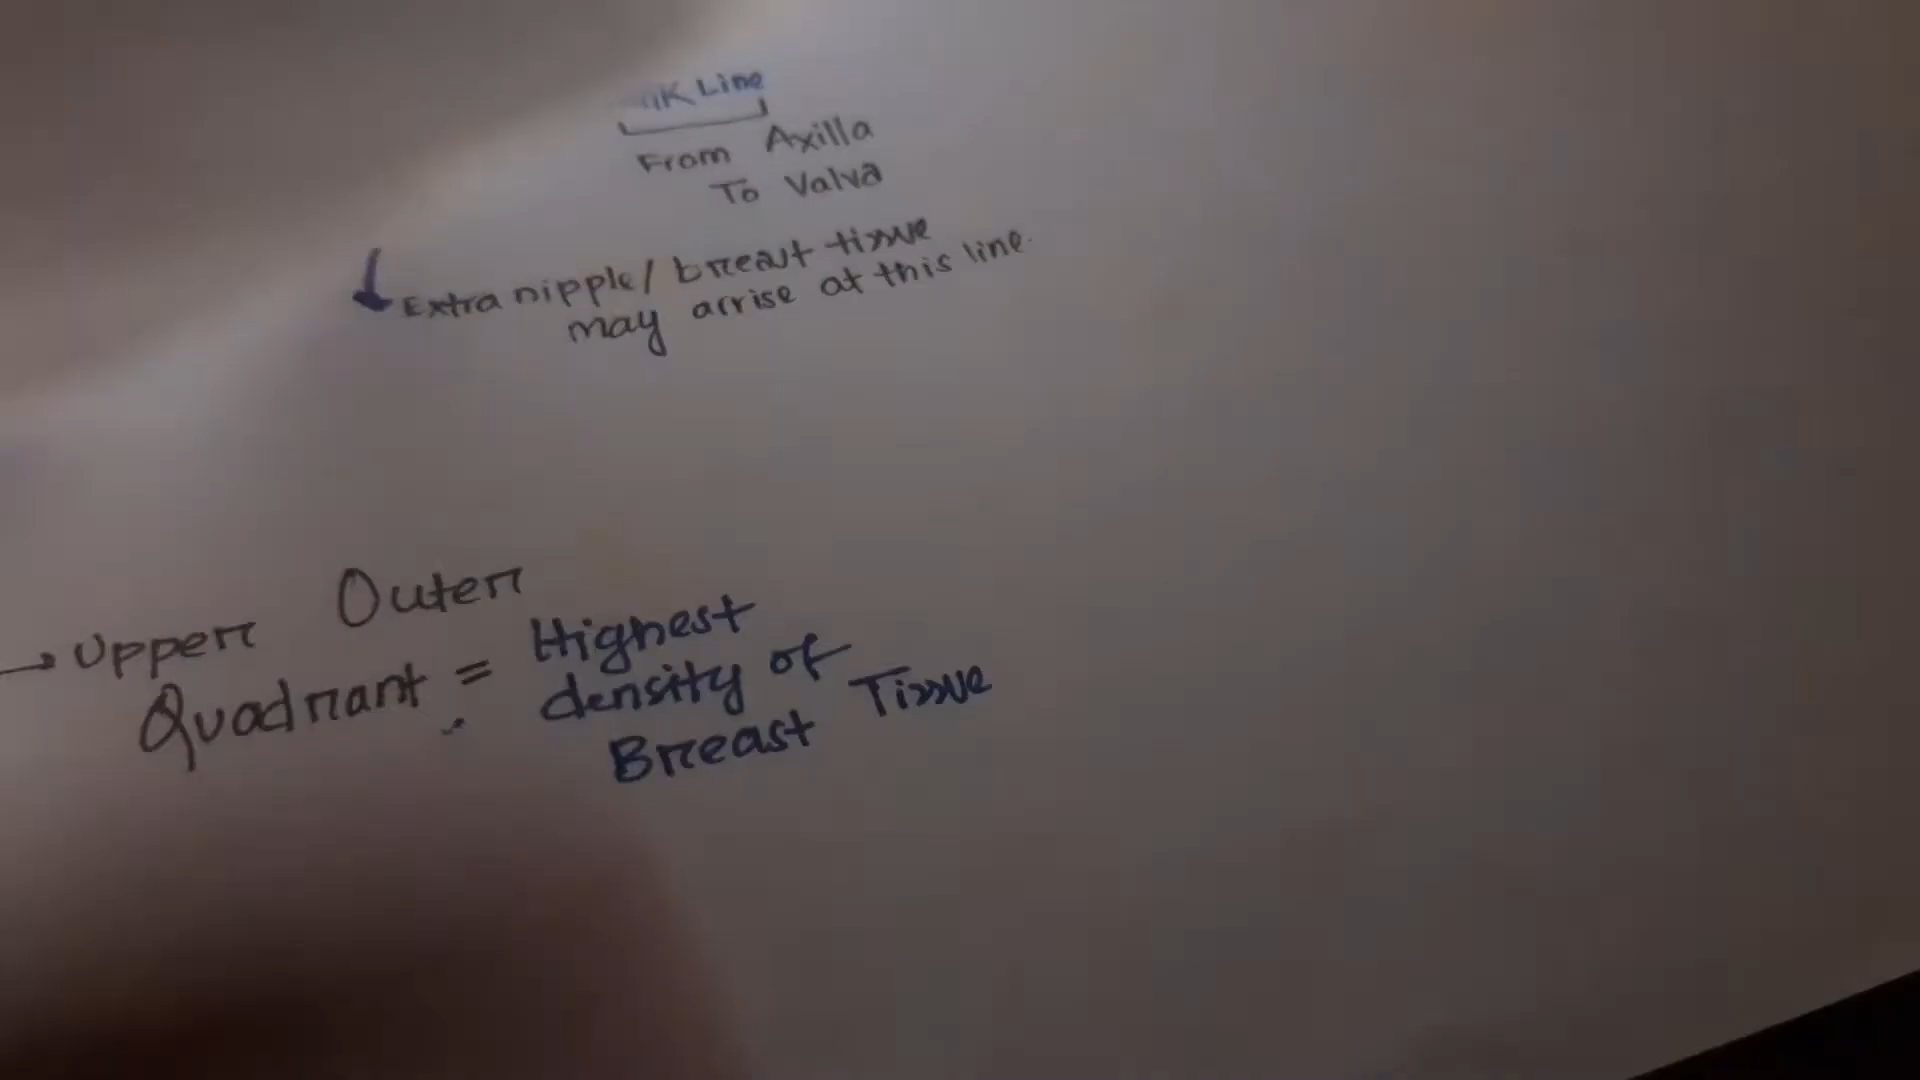 Line
From Axilla
To Valva
Extra nipple/ breast tissue
may arrise at this line.
→ Upper Outer
Quadrant = Highest
density of
Breast Tissue